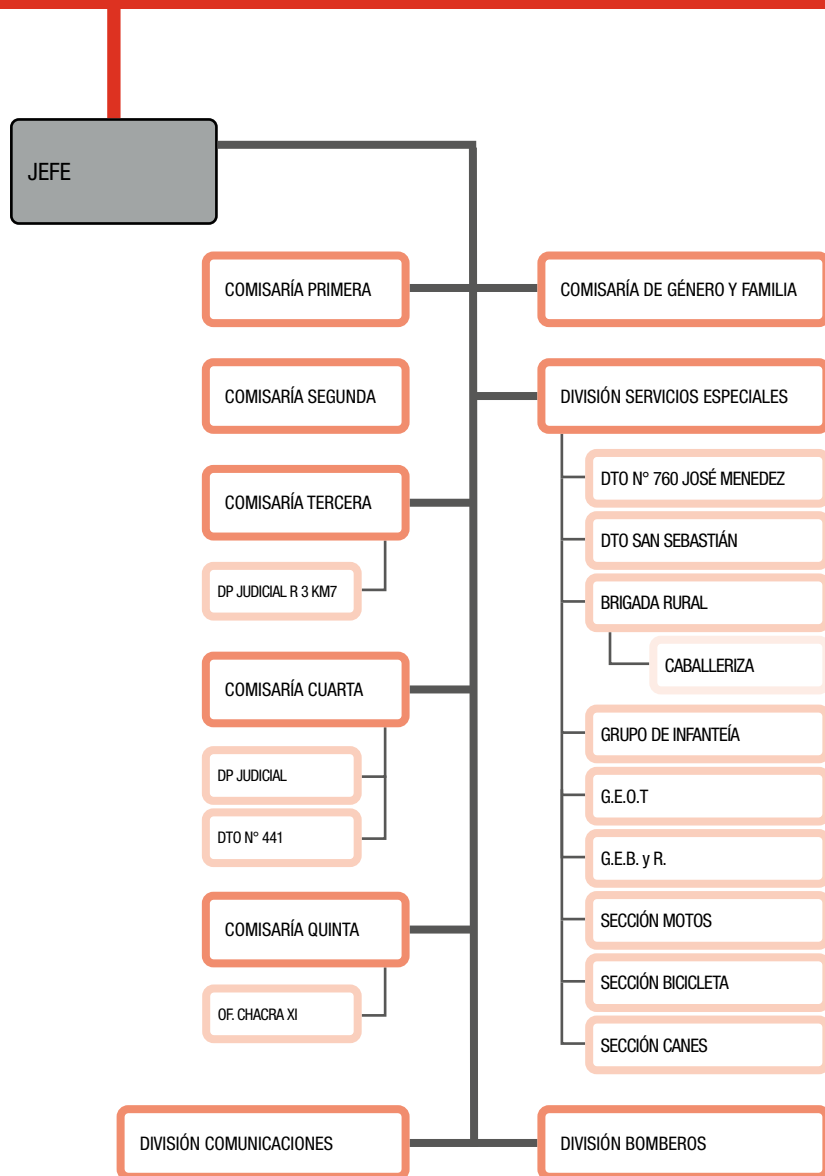 JEFE
COMISARÍA PRIMERA
COMISARÍA DE GÉNERO Y FAMILIA
COMISARÍA SEGUNDA
DIVISIÓN SERVICIOS ESPECIALES
COMISARÍA TERCERA
DP JUDICIAL R 3 KM7
COMISARÍA CUARTA
DP JUDICIAL
DTO N° 441
COMISARÍA QUINTA
OF. CHACRA XI
DTO N° 760 JOSÉ MENEDEZ
DTO SAN SEBASTIÁN
BRIGADA RURAL
CABALLERIZA
GRUPO DE INFANTEÍA
G.E.O.T
G.E.B. y R.
SECCIÓN MOTOS
SECCIÓN BICICLETA
SECCIÓN CANES
DIVISIÓN COMUNICACIONES
DIVISIÓN BOMBEROS